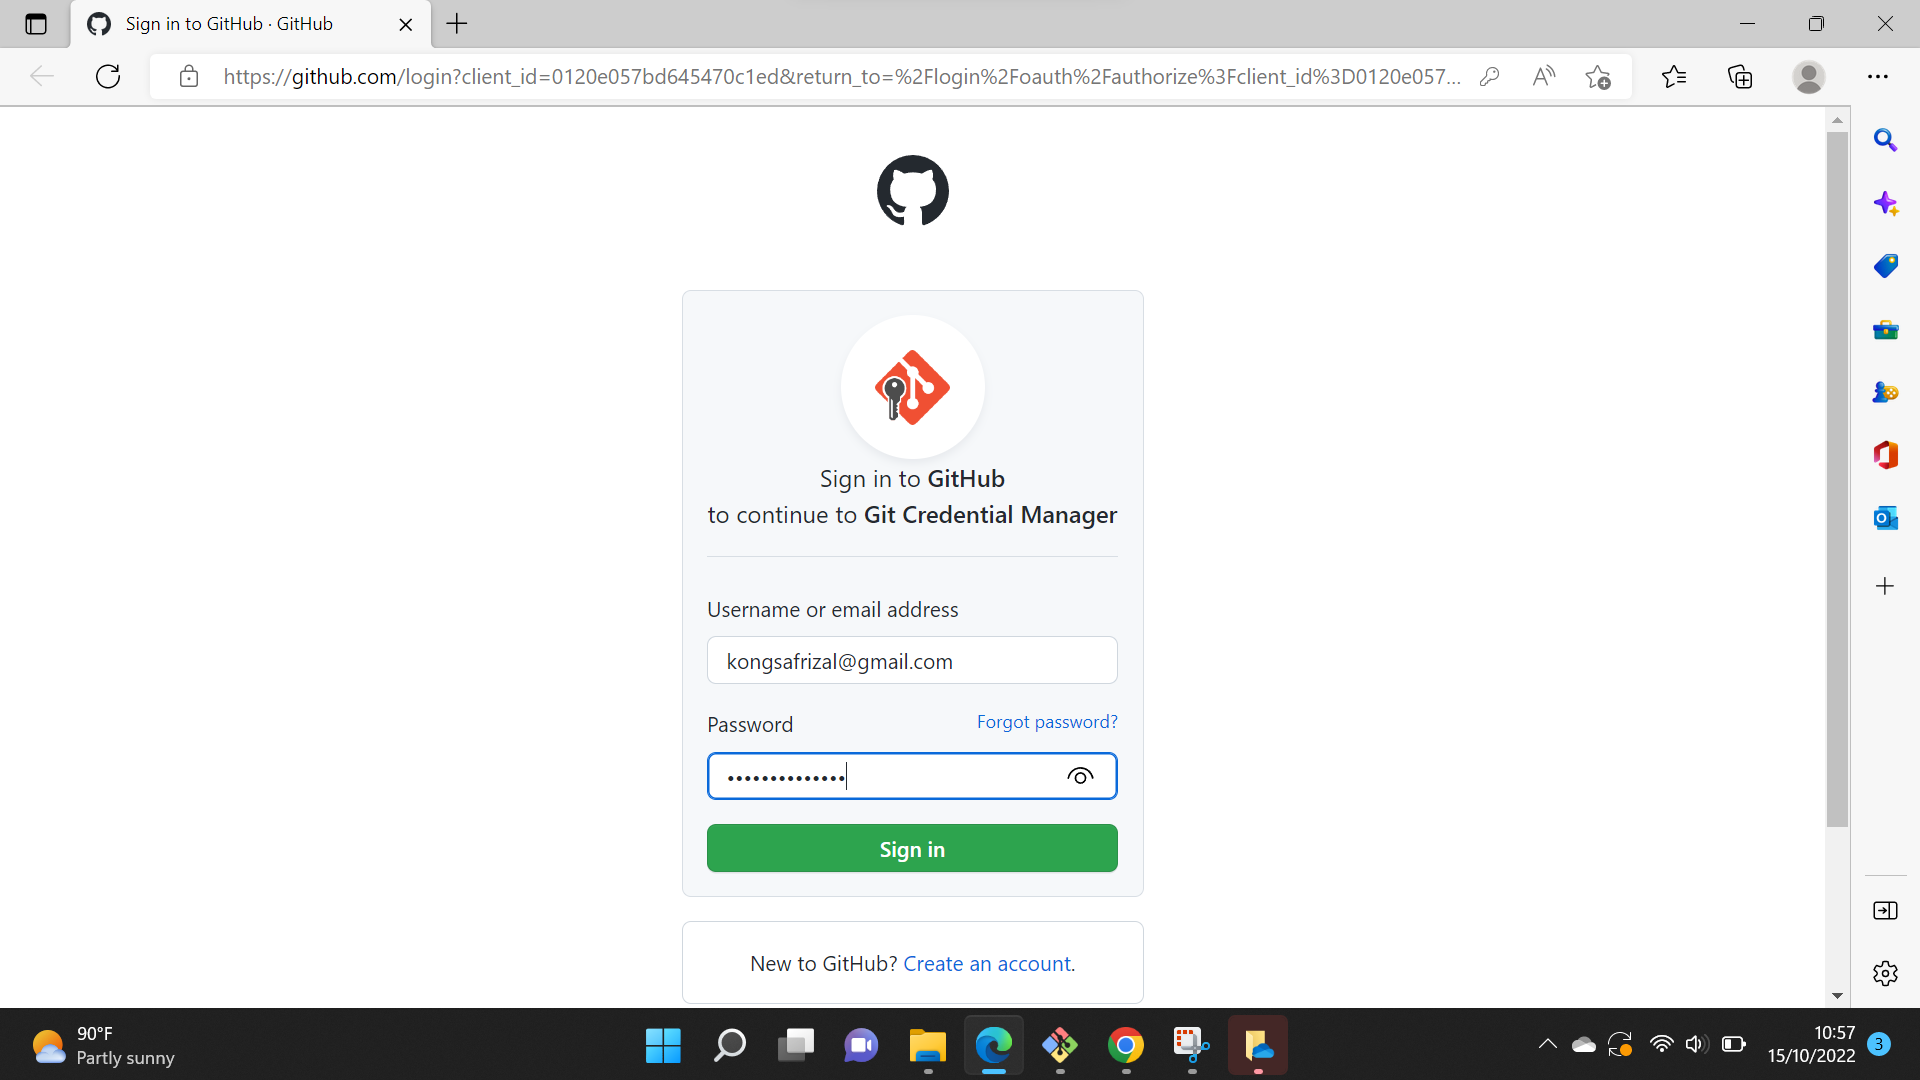 Sign in to GitHub · GitHub
https://github.com/login?client_id=0120e057bd645470c1ed&return_to=%2Flogin%2Foauth%2Fauthorize%3Fclient_id%3D0120e057...
Sign in to GitHub
to continue to Git Credential Manager
Username or email address
kongsafrizal@gmail.com
Password
Forgot password?
••••••••••••••
Sign in
New to GitHub? Create an account.
90°F
Partly sunny
10:57
15/10/2022
3